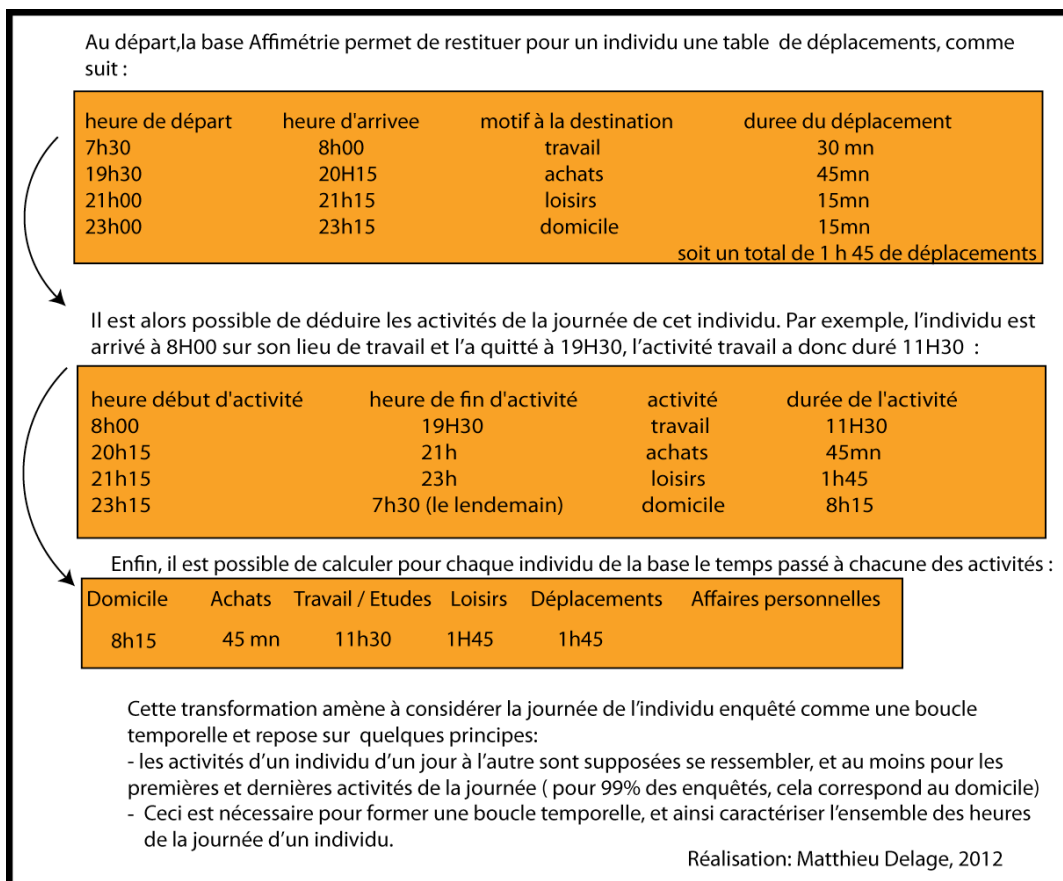 Au départ,la base Affimétrie permet de restituer pour un individu une table de déplacements, comme
suit :
heure de départ heure d'arrivee motif à la destination duree du déplacement
7h30 8h00 travail 30 mn
19h30 20H15 achats 45mn
21h00 21h15 loisirs 15mn
23h00 23h15 domicile 15mn
soit un total de 1 h 45 de déplacements
Il est alors possible de déduire les activités de la journée de cet individu. Par exemple, l'individu est
arrivé à 8H00 sur son lieu de travail et l'a quitté à 19H30, l'activité travail a donc duré 11H30 :
heure début d'activité heure de fin d'activité activité durée de l'activité
8h00 19H30 travail 11H30
20h15 21h achats 45mn
21h15 23h loisirs 1h45
23h15 7h30 (le lendemain) domicile 8h15
Enfin, il est possible de calculer pour chaque individu de la base le temps passé à chacune des activités :
Domicile Achats Travail / Etudes Loisirs Déplacements Affaires personnelles
8h15 45 mn 11h30 1H45 1h45
Cette transformation amène à considérer la journée de l'individu enquêté comme une boucle
temporelle et repose sur quelques principes:
- les activités d'un individu d'un jour à l'autre sont supposées se ressembler, et au moins pour les
premières et dernières activités de la journée ( pour 99% des enquêtés, cela correspond au domicile)
- Ceci est nécessaire pour former une boucle temporelle, et ainsi caractériser l'ensemble des heures
de la journée d'un individu.
Réalisation: Matthieu Delage, 2012